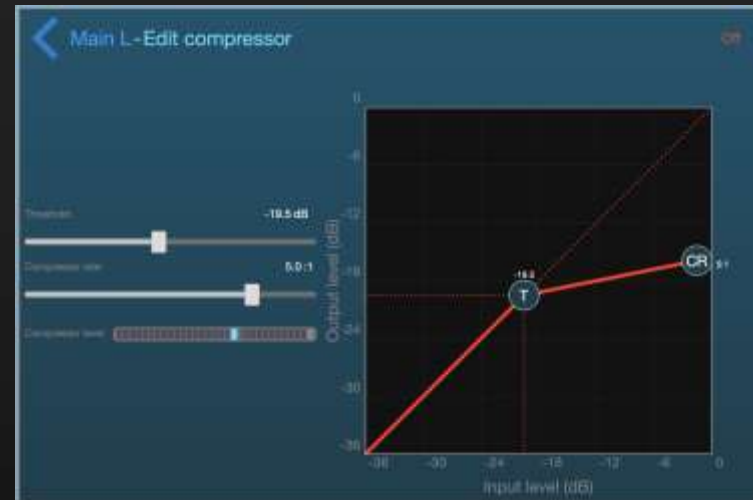 Main L - Edit compressor
Off
Threshold
-19.5 dB
Compressor ratio
5.0 :1
Compressor level
Output level (dB)
0
-6
-12
-18
-24
-30
-36
T
CR
5:1
-36
-30
-24
-18
-12
-6
0
Input level (dB)